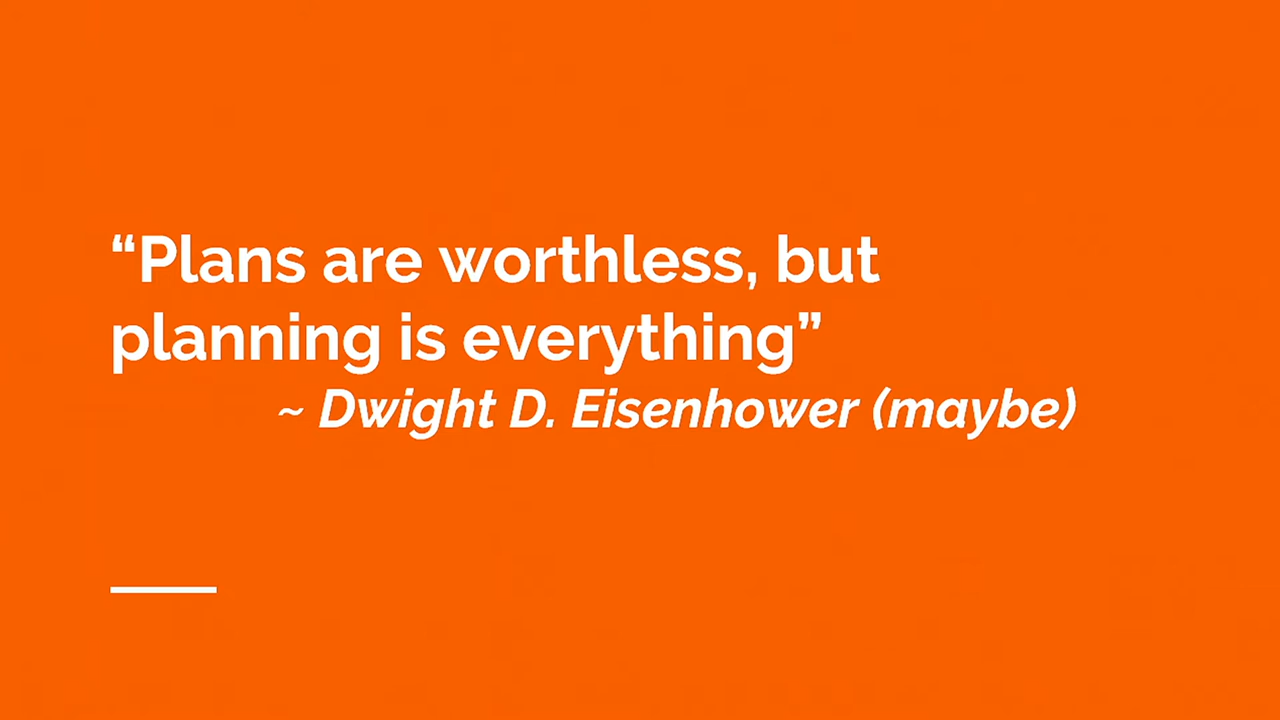 “Plans are worthless, but
planning is everything”
~ Dwight D. Eisenhower (maybe)